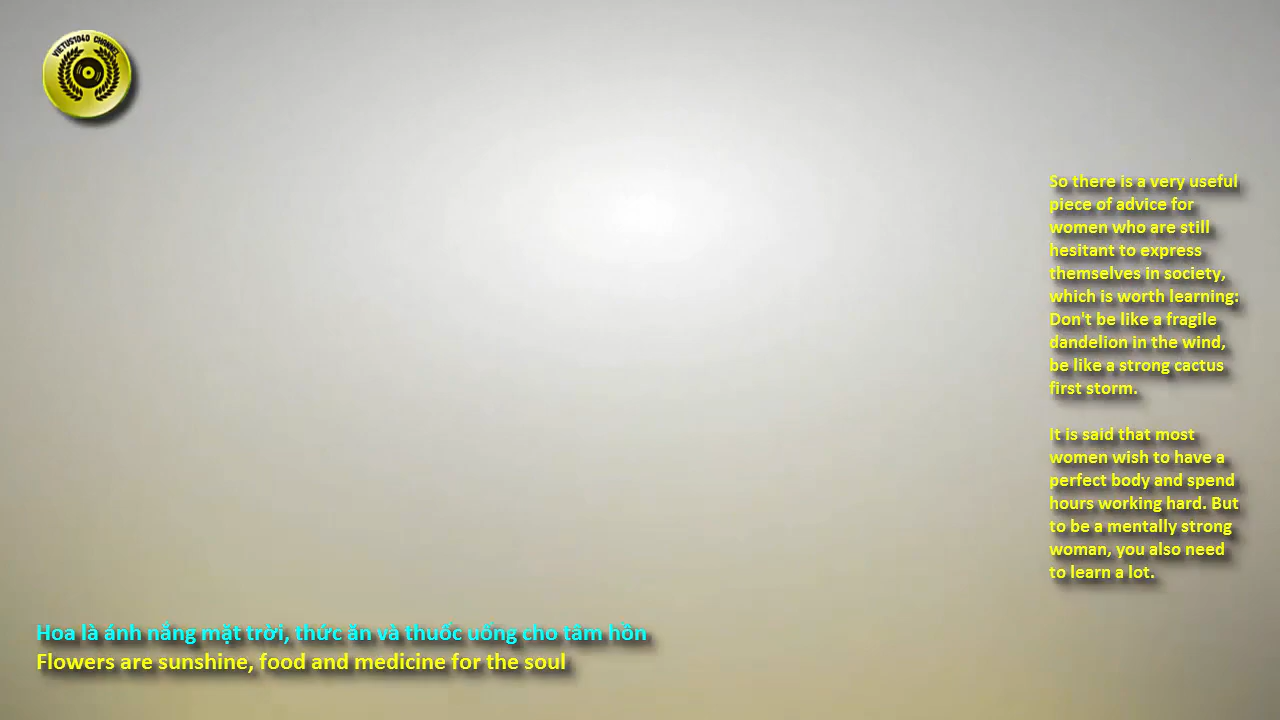 VIETUS1040 CHONNEL
So there is a very useful
piece of advice for
women who are still
hesitant to express
themselves in society,
which is worth learning:
Don't be like a fragile
dandelion in the wind,
be like a strong cactus
first storm.
It is said that most
women wish to have a
perfect body and spend
hours working hard. But
to be a mentally strong
woman, you also need
to learn a lot.
Hoa là ánh nắng mặt trời, thức ăn và thuốc uống cho tâm hồn
Flowers are sunshine, food and medicine for the soul